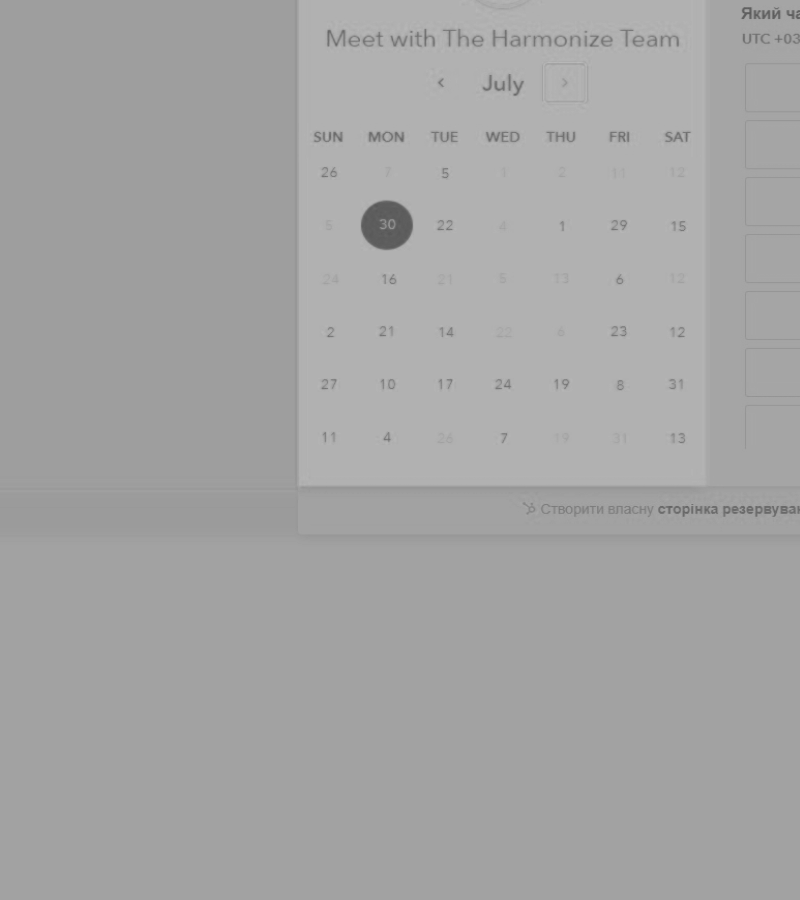 Meet with The Harmonize Team
July
SUN MON TUE WED THU FRI SAT
26 7 5 1 2 11 12
5 30 22 4 1 29 15
24 16 21 5 13 6 12
2 21 14 22 6 23 12
27 10 17 24 19 8 31
11 4 26 7 19 31 13
Який
UTC +03
Створити власну сторінка